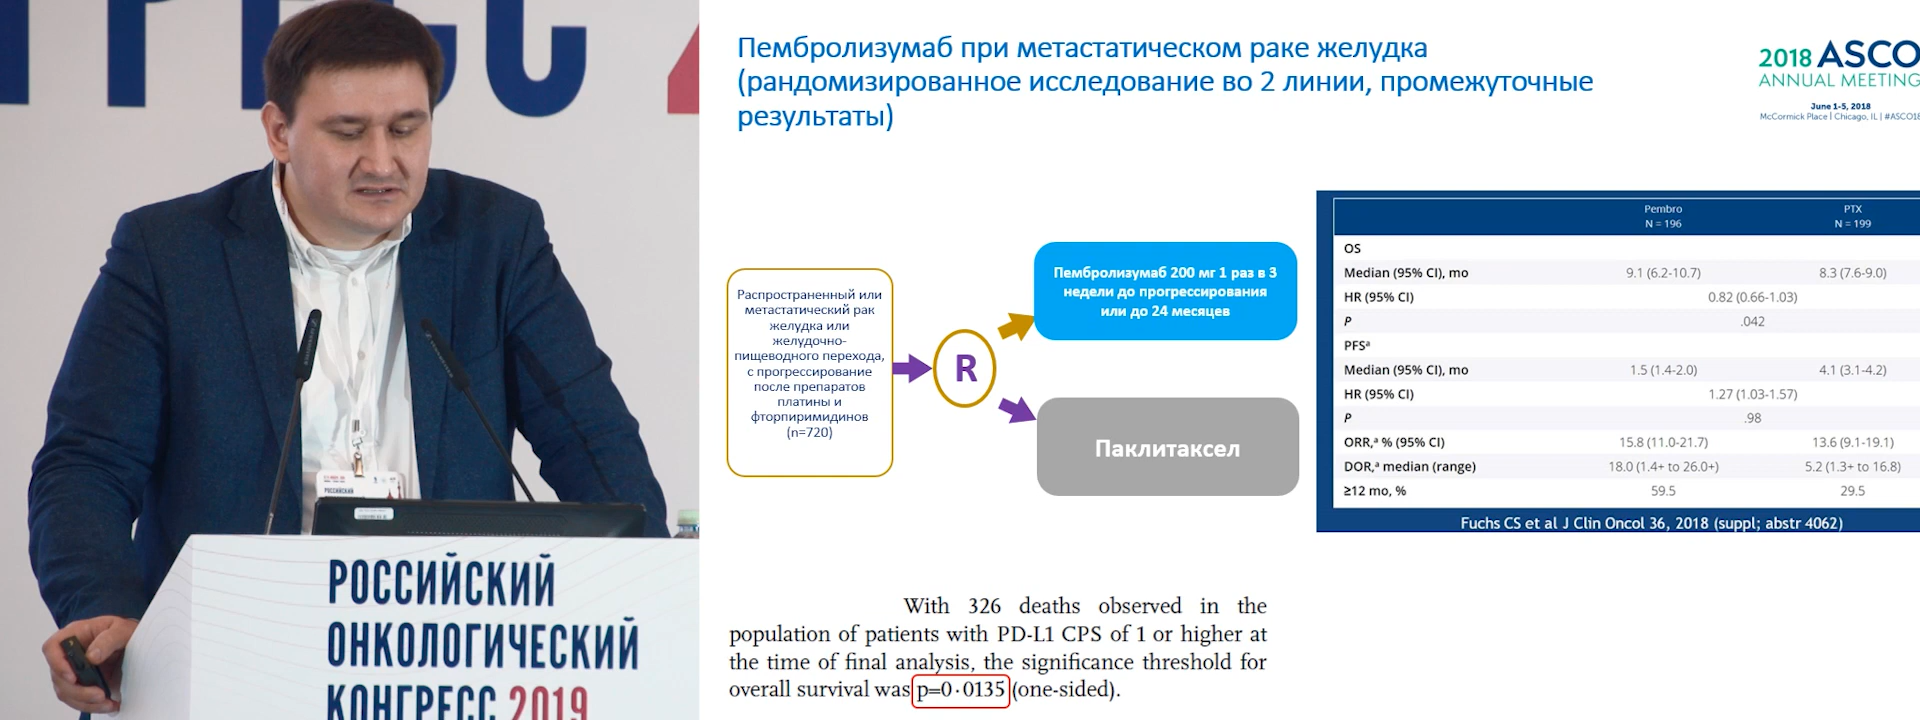 ГРЕСС 2
РОССИЙСКИЙ
РОССИЙСКИЙ
ОНКОЛОГИЧЕСКИЙ
КОНГРЕСС 2019
Пембролизумаб при метастатическом раке желудка
(рандомизированное исследование во 2 линии, промежуточные
результаты)
2018 ASCO
ANNUAL MEETING
June 1-5, 2018
McCormick Place | Chicago, IL | #ASCO18
Распространенный или
метастатический рак
желудка или
желудочно-
пищеводного перехода,
с прогрессирование
после препаратов
платины и
фторпиримидинов
(n=720)
R
Пембролизумаб 200 мг 1 раз в 3
недели до прогрессирования
или до 24 месяцев
Паклитаксел
Pembro PTX
N = 196 N = 199
OS
Median (95% CI), mo 9.1 (6.2-10.7) 8.3 (7.6-9.0)
HR (95% CI) 0.82 (0.66-1.03)
P .042
PFSᵃ
Median (95% CI), mo 1.5 (1.4-2.0) 4.1 (3.1-4.2)
HR (95% CI) 1.27 (1.03-1.57)
P .98
ORR,ᵃ % (95% CI) 15.8 (11.0-21.7) 13.6 (9.1-19.1)
DOR,ᵃ median (range) 18.0 (1.4+ to 26.0+) 5.2 (1.3+ to 16.8)
≥12 mo, % 59.5 29.5
Fuchs CS et al J Clin Oncol 36, 2018 (suppl; abstr 4062)
With 326 deaths observed in the
population of patients with PD-L1 CPS of 1 or higher at
the time of final analysis, the significance threshold for
overall survival was p=0·0135 (one-sided).